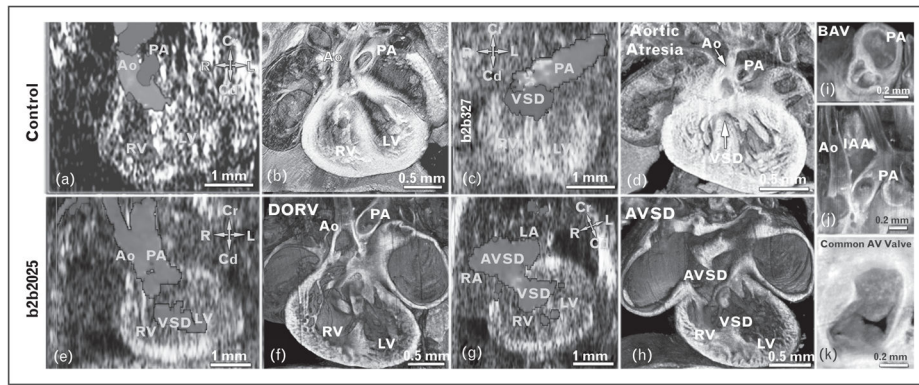 Control
b2b2025
PA
Ao
C
R L
Cd
RV
LV
(a)
1 mm
Ao
PA
RV
LV
(b)
0.5 mm
b2b327
C
R L
Cd
PA
VSD
LV
(c)
1 mm
Aortic
Atresia
Ao
PA
VSD
(d)
0.5 mm
BAV
PA
(i)
0.2 mm
Ao
IAA
PA
(j)
0.2 mm
Cr
R L
Cd
Ao
PA
VSD
LV
RV
(e)
1 mm
DORV
Ao
PA
RV
LV
(f)
0.5 mm
Cr
R L
C
LA
AVSD
RA
VSD
LV
RV
(g)
1 mm
AVSD
AVSD
VSD
RV
LV
(h)
0.5 mm
Common AV Valve
(k)
0.2 mm